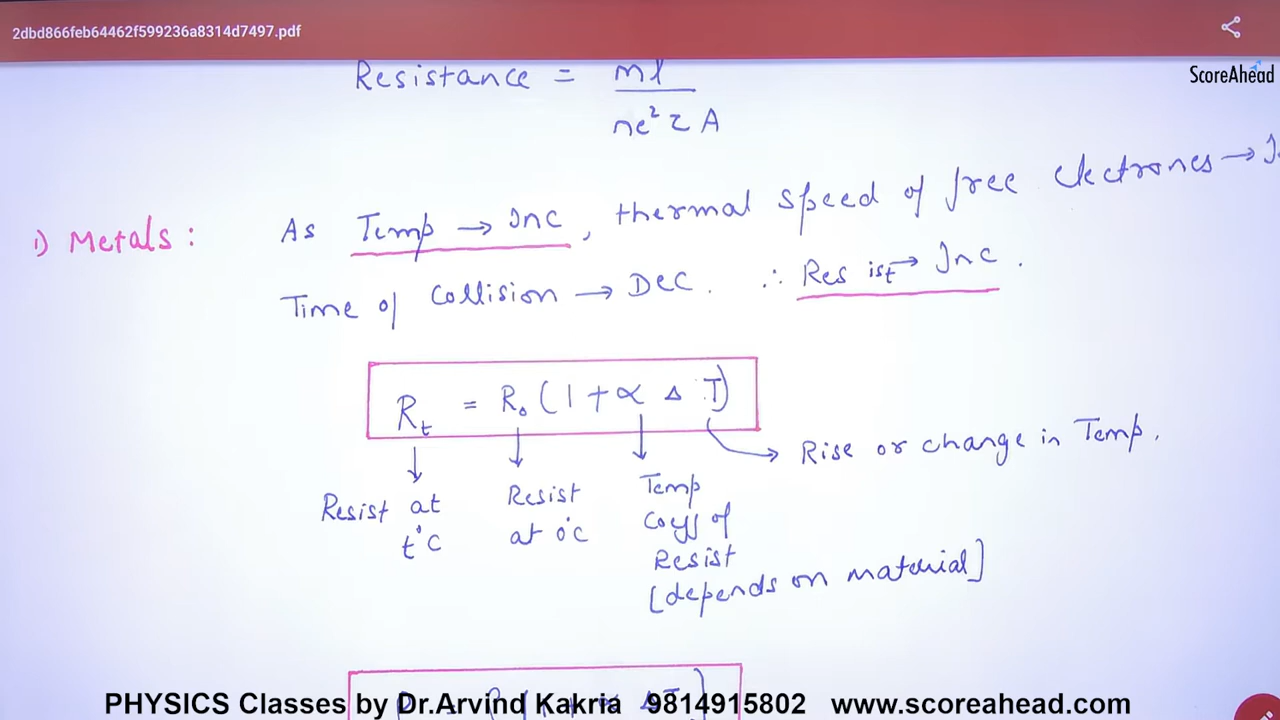 2dbd866feb64462f599236a8314d7497.pdf
ScoreAhead
Resistance = ml
ne² τ A
1) Metals : As Temp → Inc, thermal speed of free electrones →
Time of Collision → Dec. ∴ Resist → Inc.
Rt = R₀ (1 + α Δ T)
Rise or change in Temp.
Resist at t°C
Resist at 0°C
Temp Coeff of Resist
[depends on material]
PHYSICS Classes by Dr.Arvind Kakria 9814915802 www.scoreahead.com